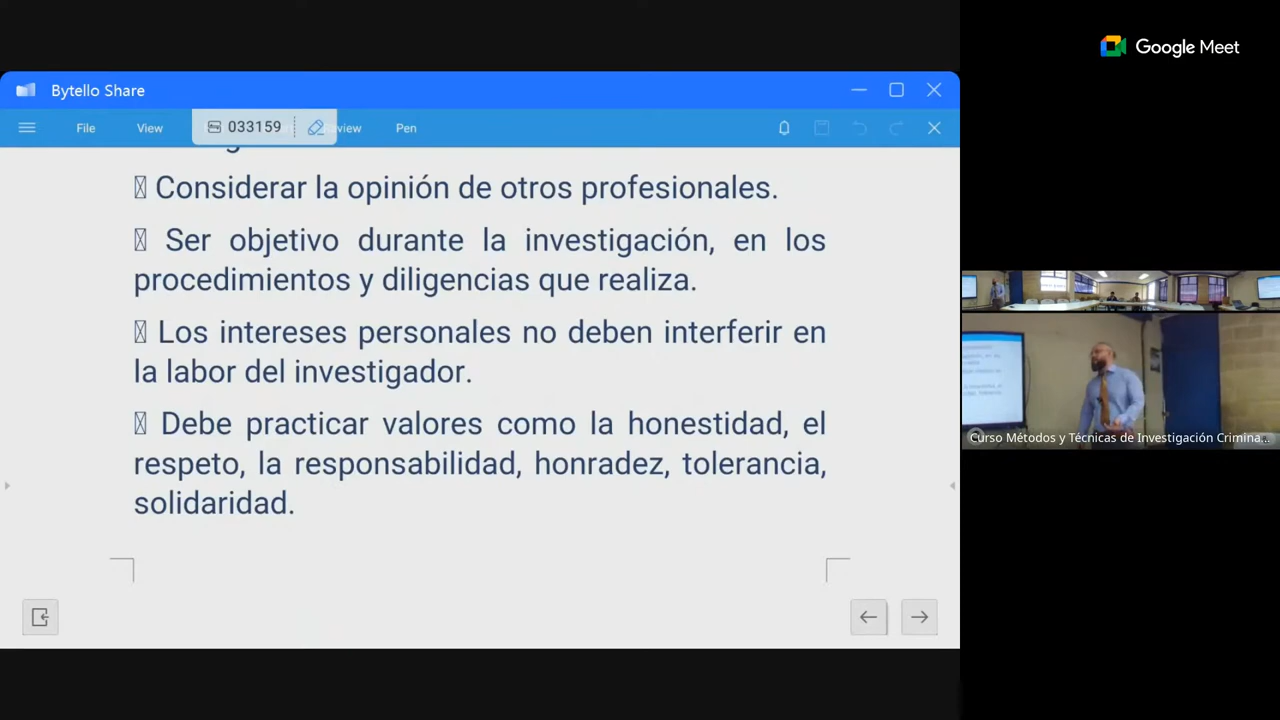 Google Meet
Bytello Share
File
View
033159
Pen
Considerar la opinión de otros profesionales.
Ser objetivo durante la investigación, en los
procedimientos y diligencias que realiza.
Los intereses personales no deben interferir en
la labor del investigador.
Debe practicar valores como la honestidad, el
respeto, la responsabilidad, honradez, tolerancia,
solidaridad.
Curso Métodos y Técnicas de Investigación Crimina...